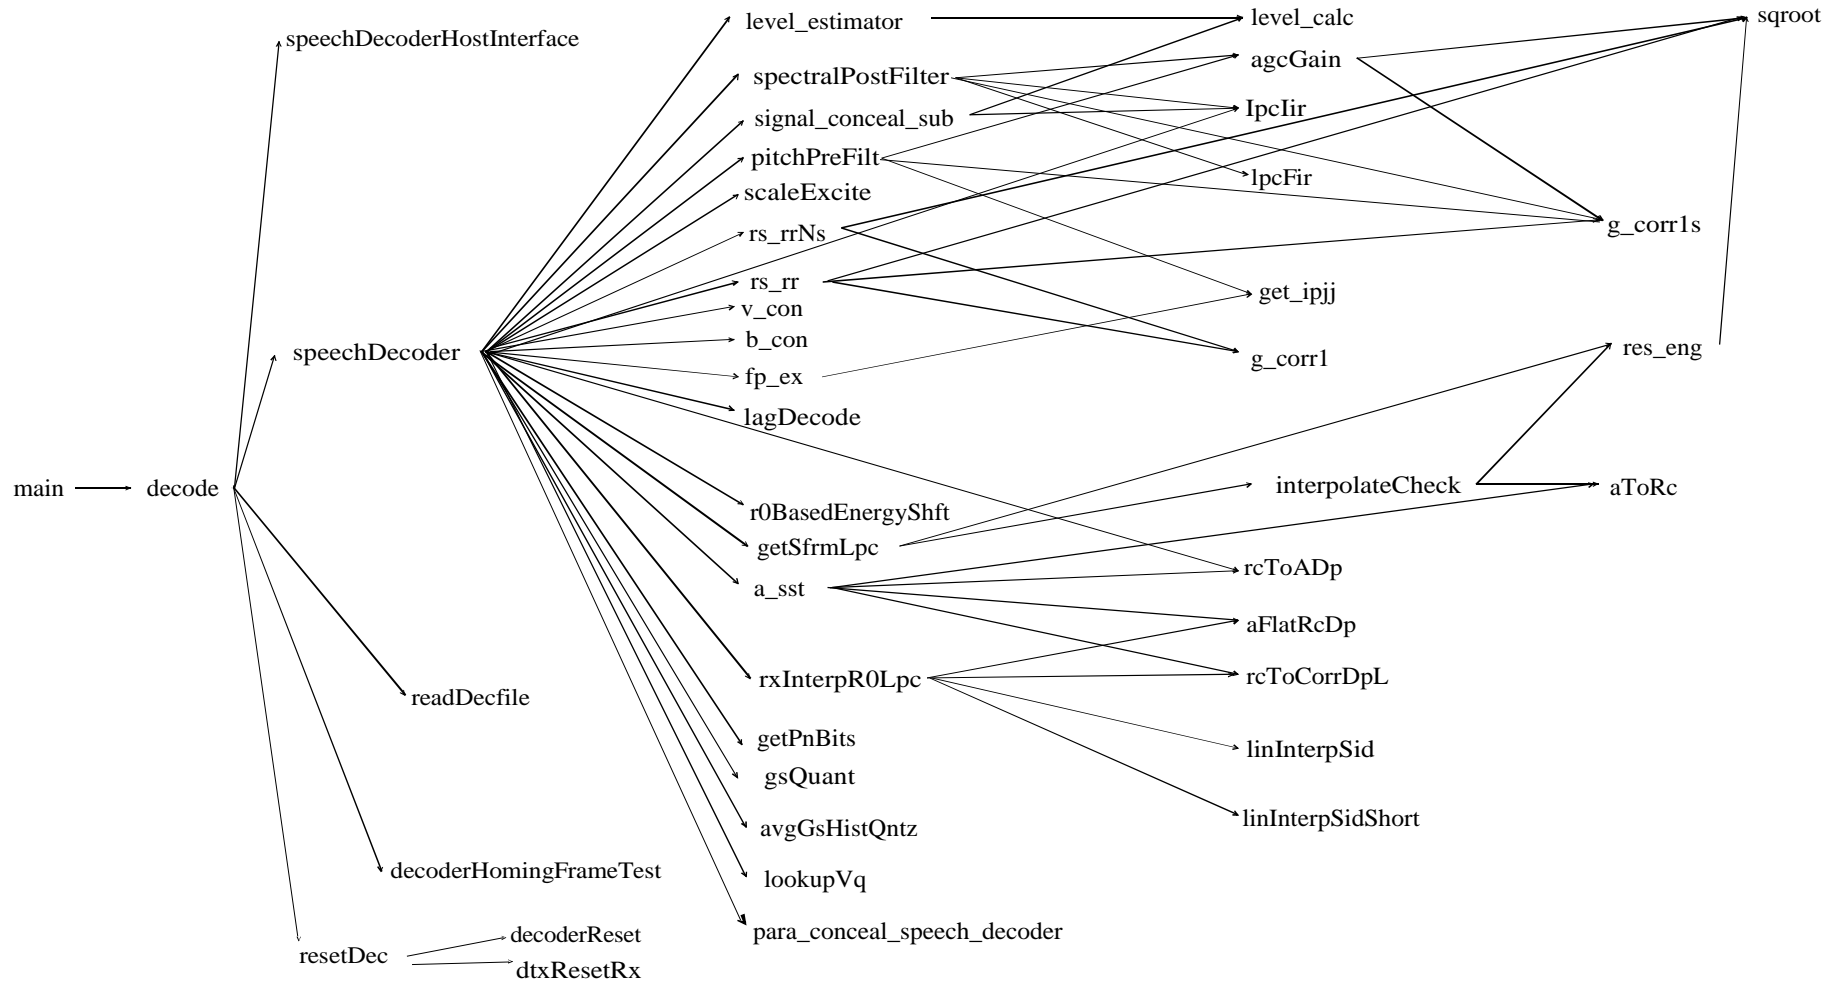 level_estimator
level_calc
sqroot
speechDecoderHostInterface
agcGain
spectralPostFilter
IpcIir
signal_conceal_sub
pitchPreFilt
lpcFir
scaleExcite
g_corr1s
rs_rrNs
rs_rr
get_ipjj
v_con
b_con
res_eng
speechDecoder
g_corr1
fp_ex
lagDecode
main
decode
interpolateCheck
aToRc
r0BasedEnergyShft
getSfrmLpc
rcToADp
a_sst
aFlatRcDp
rxInterpR0Lpc
rcToCorrDpL
readDecfile
getPnBits
linInterpSid
gsQuant
linInterpSidShort
avgGsHistQntz
decoderHomingFrameTest
lookupVq
para_conceal_speech_decoder
decoderReset
resetDec
dtxResetRx